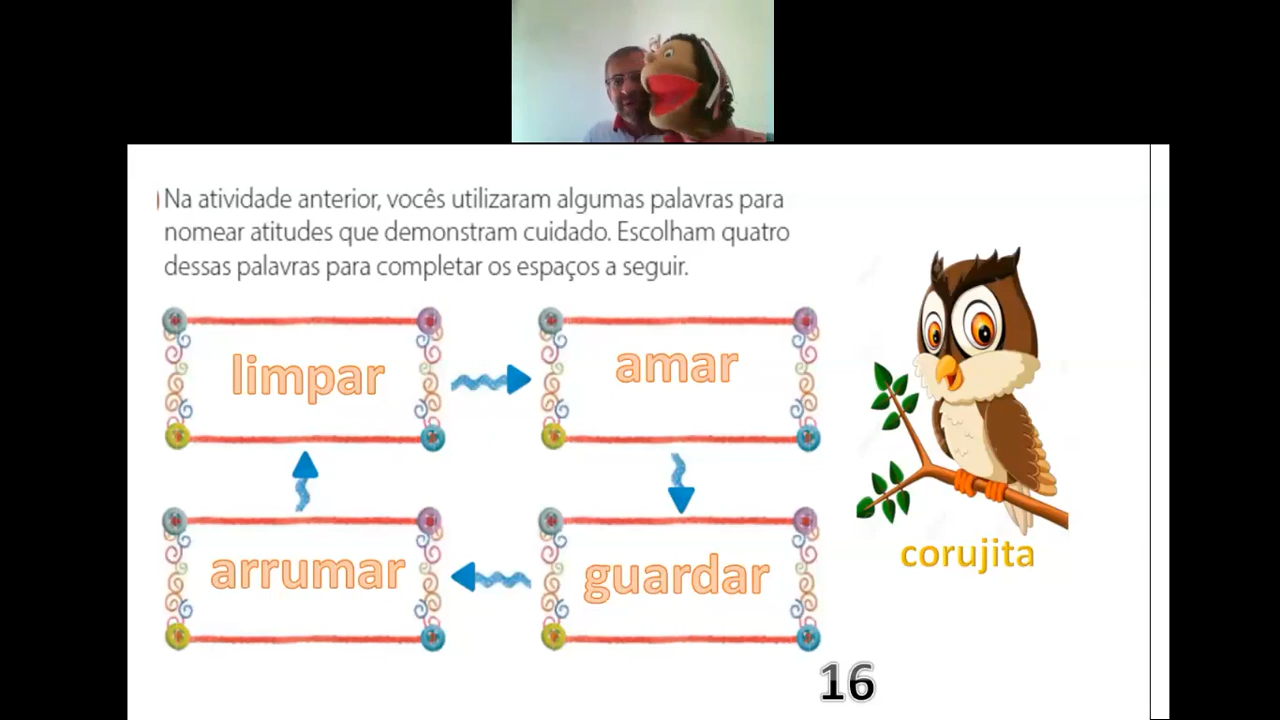 Na atividade anterior, vocês utilizaram algumas palavras para
nomear atitudes que demonstram cuidado. Escolham quatro
dessas palavras para completar os espaços a seguir.
limpar
amar
arrumar
guardar
corujita
16